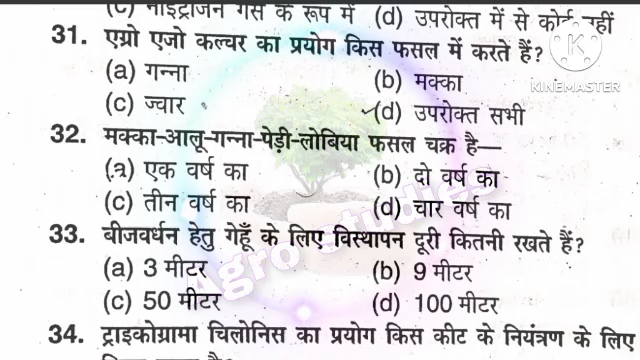 (c) नाइट्रोजन गैस के रूप में (d) उपरोक्त में से कोई नहीं
31. एग्रो एजो कल्चर का प्रयोग किस फसल में करते हैं?
(a) गन्ना (b) मक्का
(c) ज्वार (d) उपरोक्त सभी
32. मक्का-आलू-गन्ना-पेड़ी-लोबिया फसल चक्र है—
(a) एक वर्ष का (b) दो वर्ष का
(c) तीन वर्ष का (d) चार वर्ष का
33. बीजवर्धन हेतु गेहूँ के लिए विस्थापन दूरी कितनी रखते हैं?
(a) 3 मीटर (b) 9 मीटर
(c) 50 मीटर (d) 100 मीटर
34. ट्राइकोग्रामा चिलोनिस का प्रयोग किस कीट के नियंत्रण के लिए
KINEMASTER
Agro studies